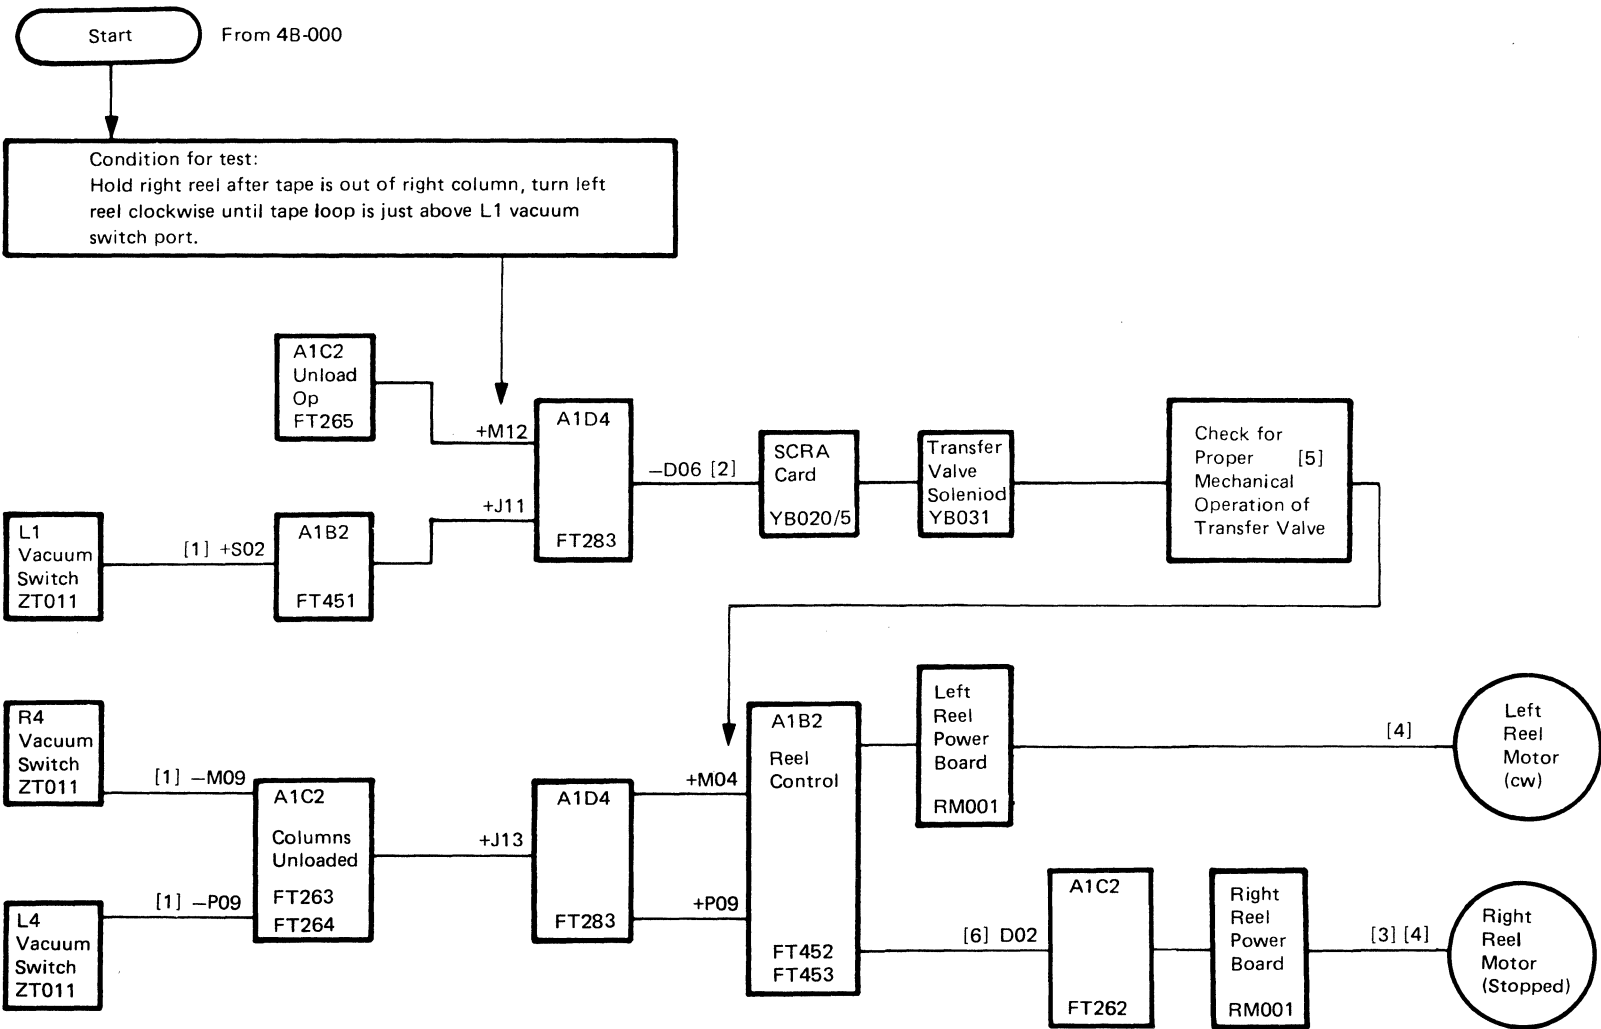 Start
From 4B-000
Condition for test:
Hold right reel after tape is out of right column, turn left
reel clockwise until tape loop is just above L1 vacuum
switch port.
A1C2
Unload
Op
FT265
+M12
+J11
A1D4
FT283
—D06 [2]
SCRA
Card
YB020/5
Transfer
Valve
Soleniod
YB031
Check for
Proper [5]
Mechanical
Operation of
Transfer Valve
L1
Vacuum
Switch
ZT011
[1] +S02
A1B2
FT451
R4
Vacuum
Switch
ZT011
[1] —M09
L4
Vacuum
Switch
ZT011
[1] —P09
A1C2
Columns
Unloaded
FT263
FT264
+J13
A1D4
FT283
+M04
+P09
A1B2
Reel
Control
FT452
FT453
Left
Reel
Power
Board
RM001
[4]
Left
Reel
Motor
(cw)
[6] D02
A1C2
FT262
Right
Reel
Power
Board
RM001
[3] [4]
Right
Reel
Motor
(Stopped)